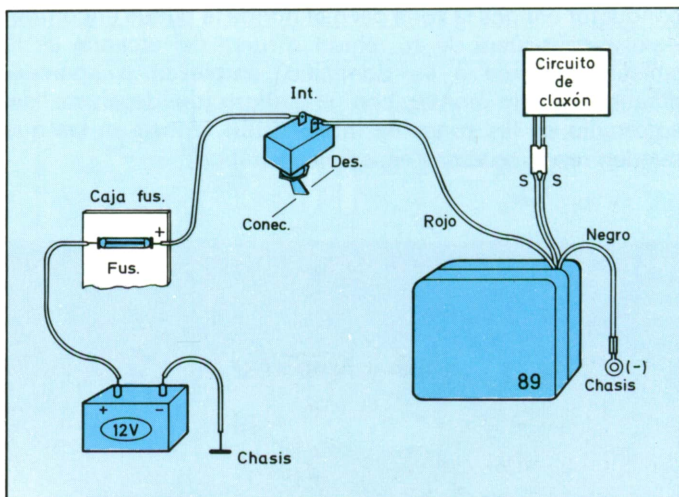 Circuito
de
claxón
Int.
S S
Des.
Conec.
Caja fus.
+
Fus.
Rojo
Negro
89
(-)
Chasis
+ -
12V
Chasis